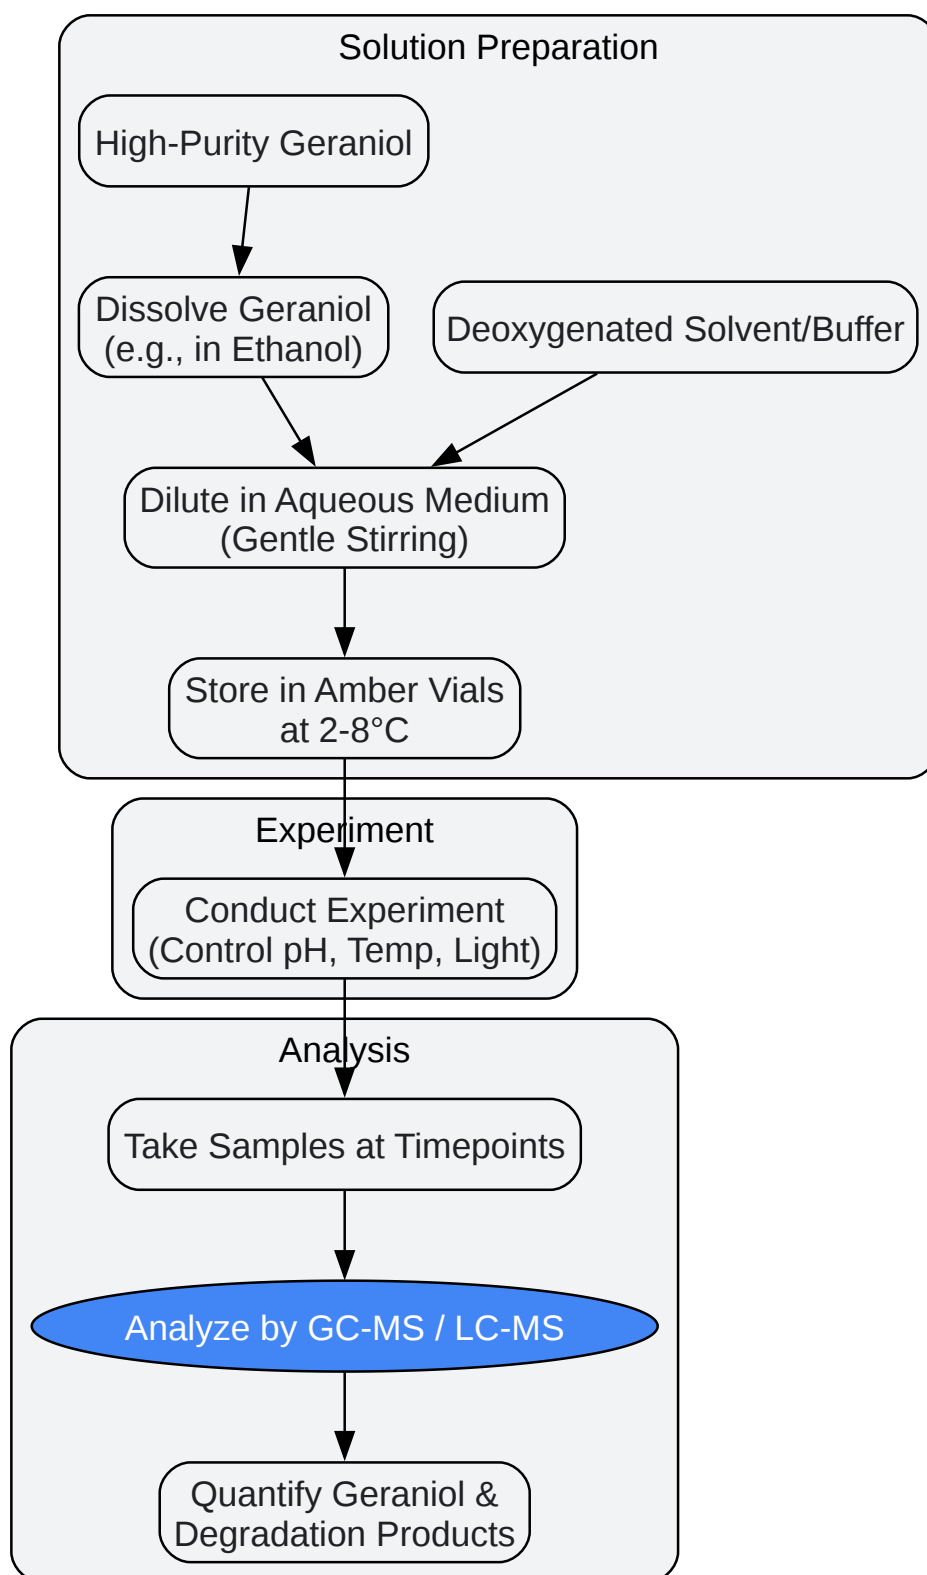 Solution Preparation
High-Purity Geraniol
Dissolve Geraniol
(e.g., in Ethanol)
Deoxygenated Solvent/Buffer
Dilute in Aqueous Medium
(Gentle Stirring)
Store in Amber Vials
at 2-8°C
Experiment
Conduct Experiment
(Control pH, Temp, Light)
Analysis
Take Samples at Timepoints
Analyze by GC-MS / LC-MS
Quantify Geraniol &
Degradation Products